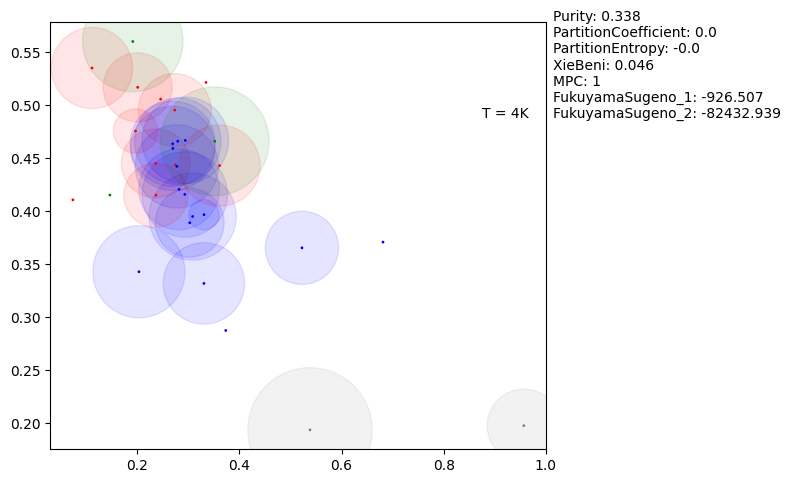 Purity: 0.338
PartitionCoefficient: 0.0
PartitionEntropy: -0.0
XieBeni: 0.046
MPC: 1
FukuyamaSugeno_1: -926.507
FukuyamaSugeno_2: -82432.939
T = 4K
0.55
0.50
0.45
0.40
0.35
0.30
0.25
0.20
0.2 0.4 0.6 0.8 1.0